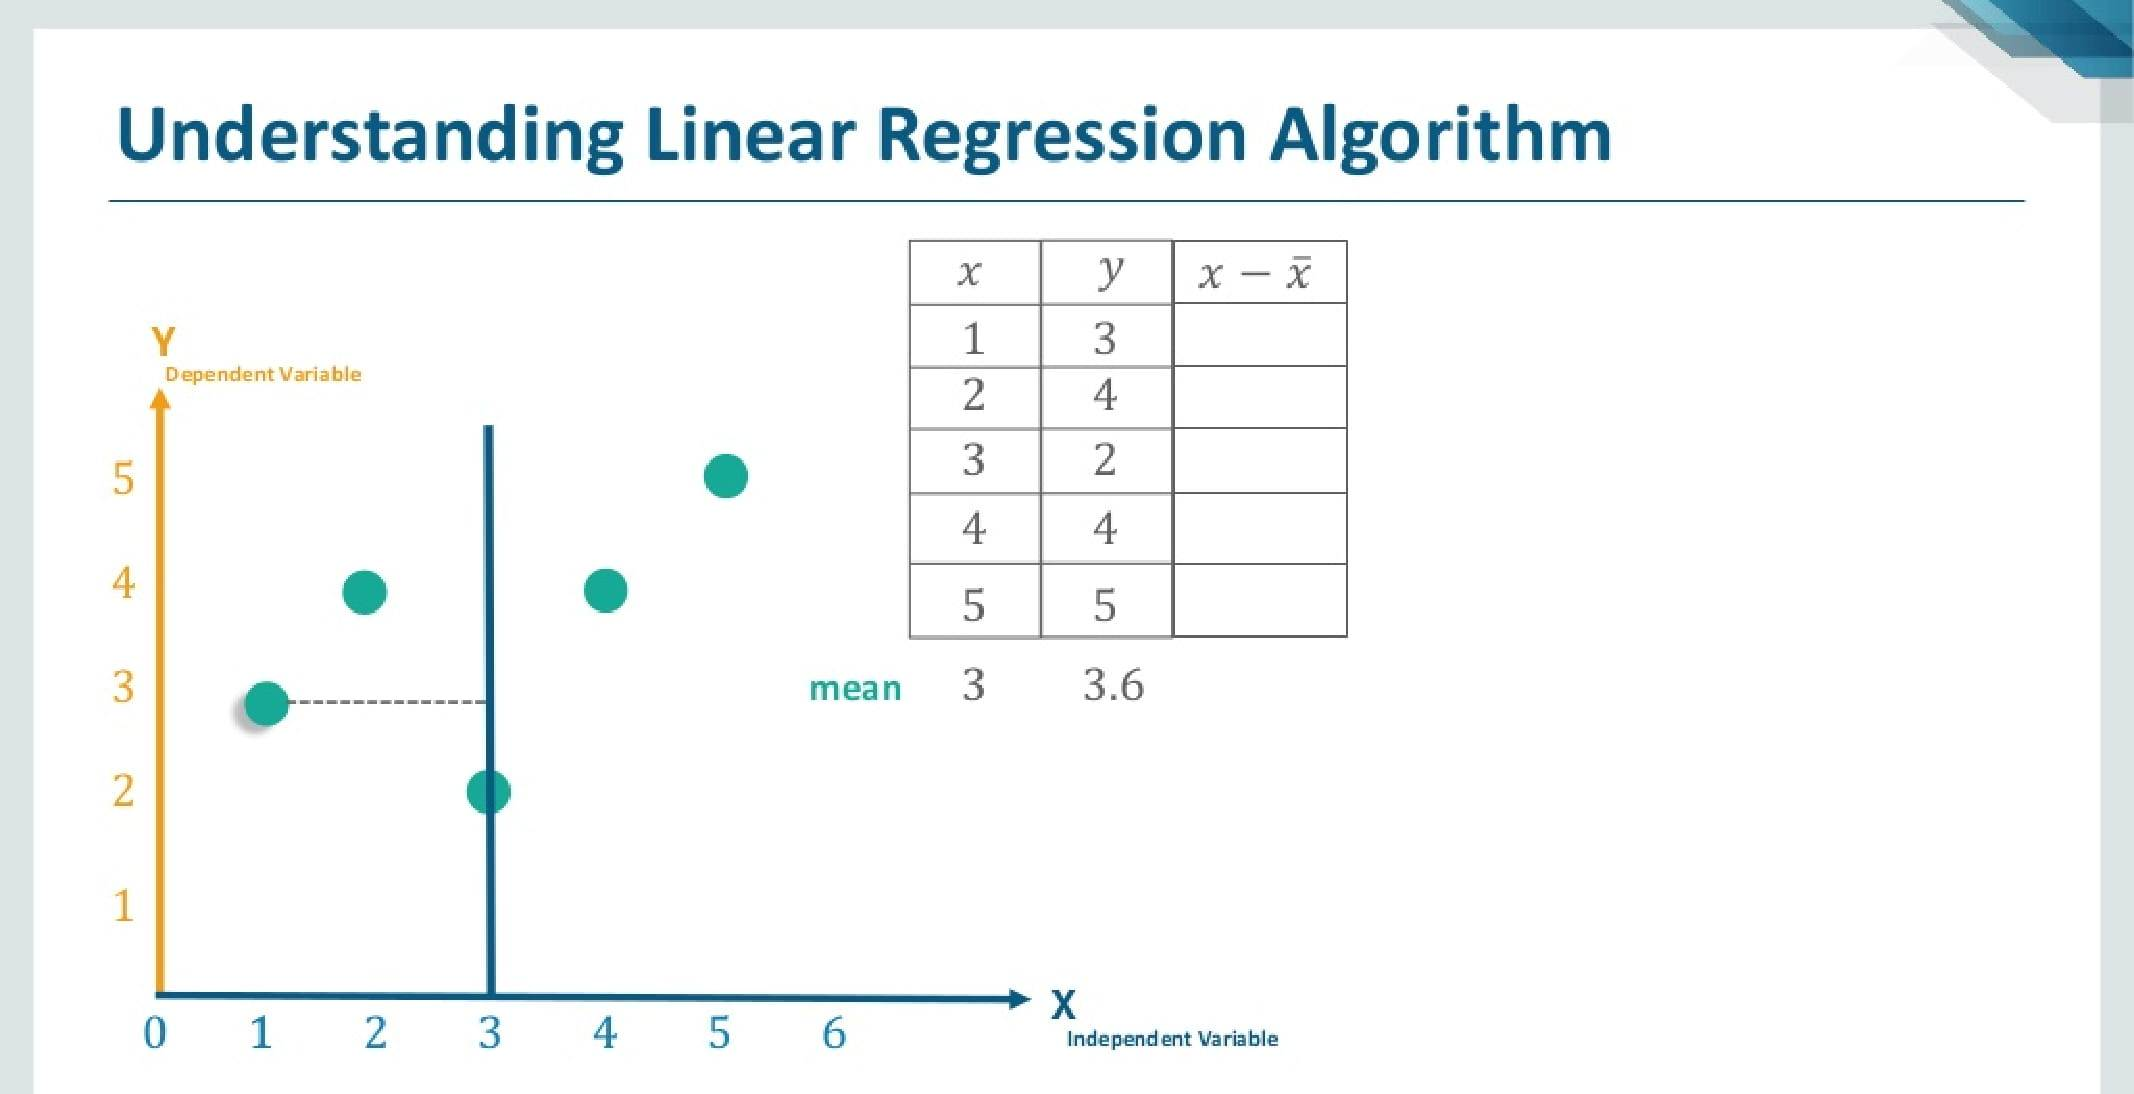 Understanding Linear Regression Algorithm
x y x − x̄
1 3
2 4
3 2
4 4
5 5
mean 3 3.6
Y
Dependent Variable
5
4
3
2
1
0 1 2 3 4 5 6
X
Independent Variable